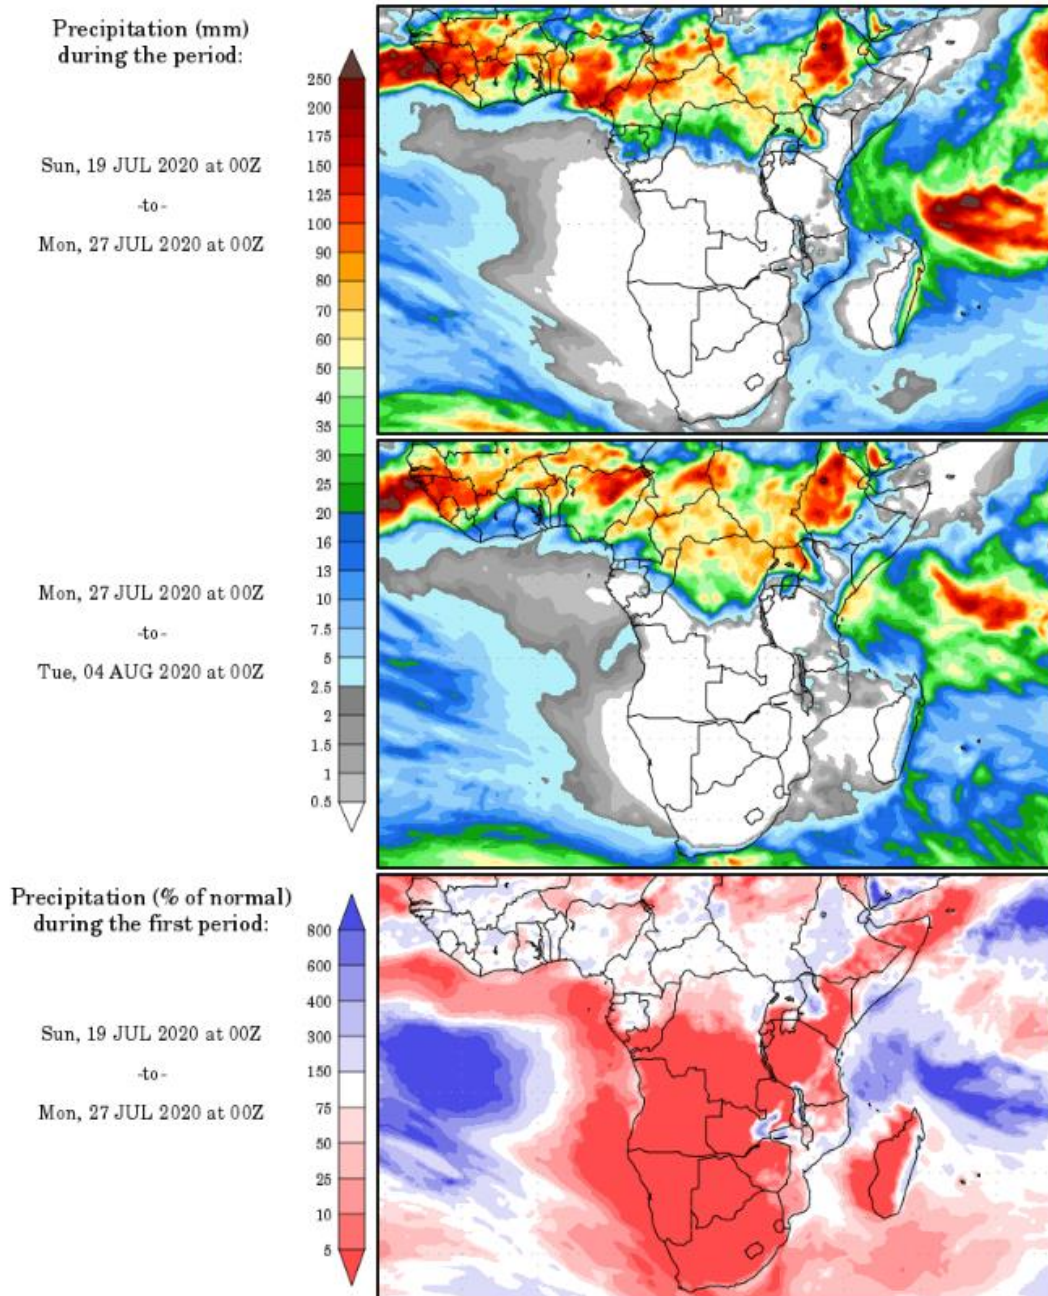 Precipitation (mm)
during the period:
Sun, 19 JUL 2020 at 00Z
-to-
Mon, 27 JUL 2020 at 00Z
250
200
175
150
125
100
90
80
70
60
50
40
35
30
25
20
16
13
10
7.5
5
2.5
2
1.5
1
0.5
Mon, 27 JUL 2020 at 00Z
-to-
Tue, 04 AUG 2020 at 00Z
Precipitation (% of normal)
during the first period:
Sun, 19 JUL 2020 at 00Z
-to-
Mon, 27 JUL 2020 at 00Z
800
600
400
300
150
75
50
25
10
5